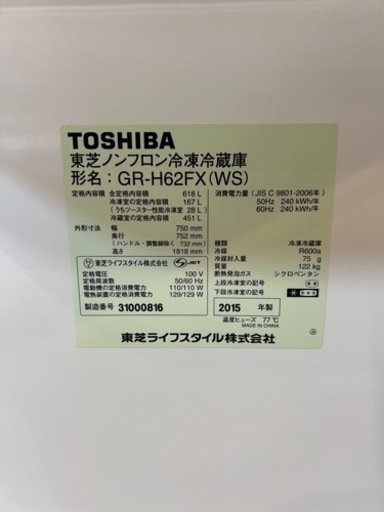 TOSHIBA
東芝ノンフロン冷凍冷蔵庫
形名：GR-H62FX(WS)
定格内容積 全定格内容積 618 L
冷凍室の定格内容積 167 L
(うちツースター性能冷凍室 28 L)
冷蔵室の定格内容積 451 L
外形寸法 幅 750 mm
奥行 752 mm
(ハンドル・調整脚除く 732 mm)
高さ 1818 mm
東芝ライフスタイル株式会社
JET
定格電圧 100 V
定格周波数 50/60 Hz
電動機の定格消費電力 110/110 W
電熱装置の定格消費電力 129/129 W
製造番号 31000816
消費電力量 (JIS C 9801-2006年)
50Hz 240 kWh/年
60Hz 240 kWh/年
種類 冷凍冷蔵庫
冷媒 R600a
冷媒封入量 75 g
質量 122 kg
断熱発泡ガス シクロペンタン
上段冷凍室の記号
下段冷凍室の記号
2015 年製
温度ヒューズ 77℃
MADE IN CHINA
東芝ライフスタイル株式会社